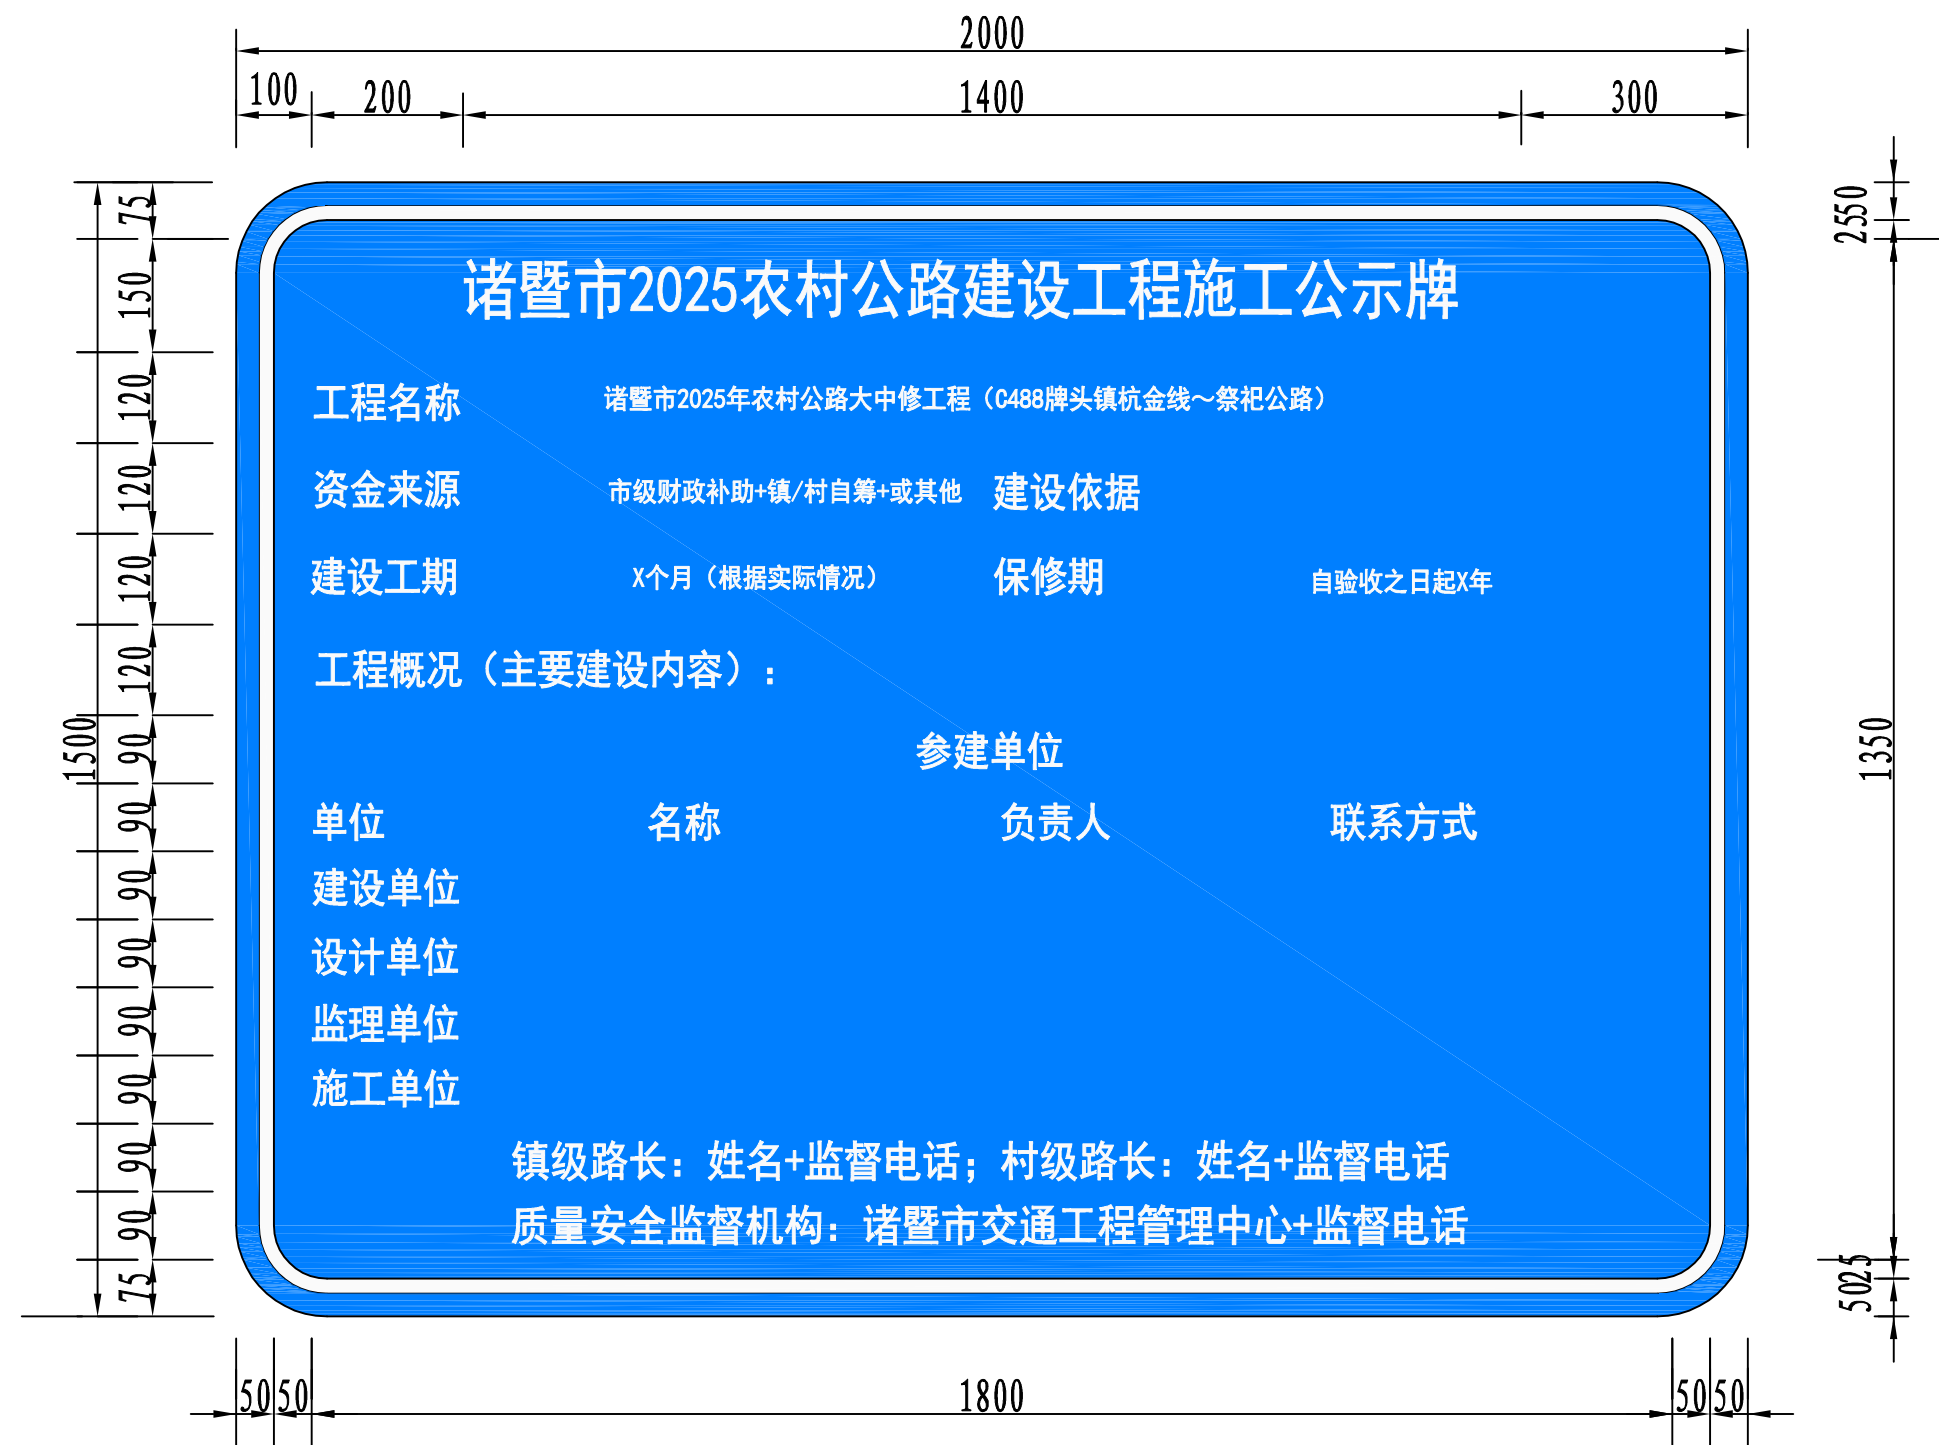 2000
100 200 1400 300
75
150
120
120
120
120
90
90
90
90
90
90
90
90
75
1500
诸暨市2025农村公路建设工程施工公示牌
工程名称 诸暨市2025年农村公路大中修工程（C488牌头镇杭金线～祭祀公路）
资金来源 市级财政补助+镇/村自筹+或其他 建设依据
建设工期 X个月（根据实际情况） 保修期 自验收之日起X年
工程概况（主要建设内容）:
参建单位
单位 名称 负责人 联系方式
建设单位
设计单位
监理单位
施工单位
镇级路长: 姓名+监督电话; 村级路长: 姓名+监督电话
质量安全监督机构: 诸暨市交通工程管理中心+监督电话
50
25
1350
25
50
50 50 1800 50 50